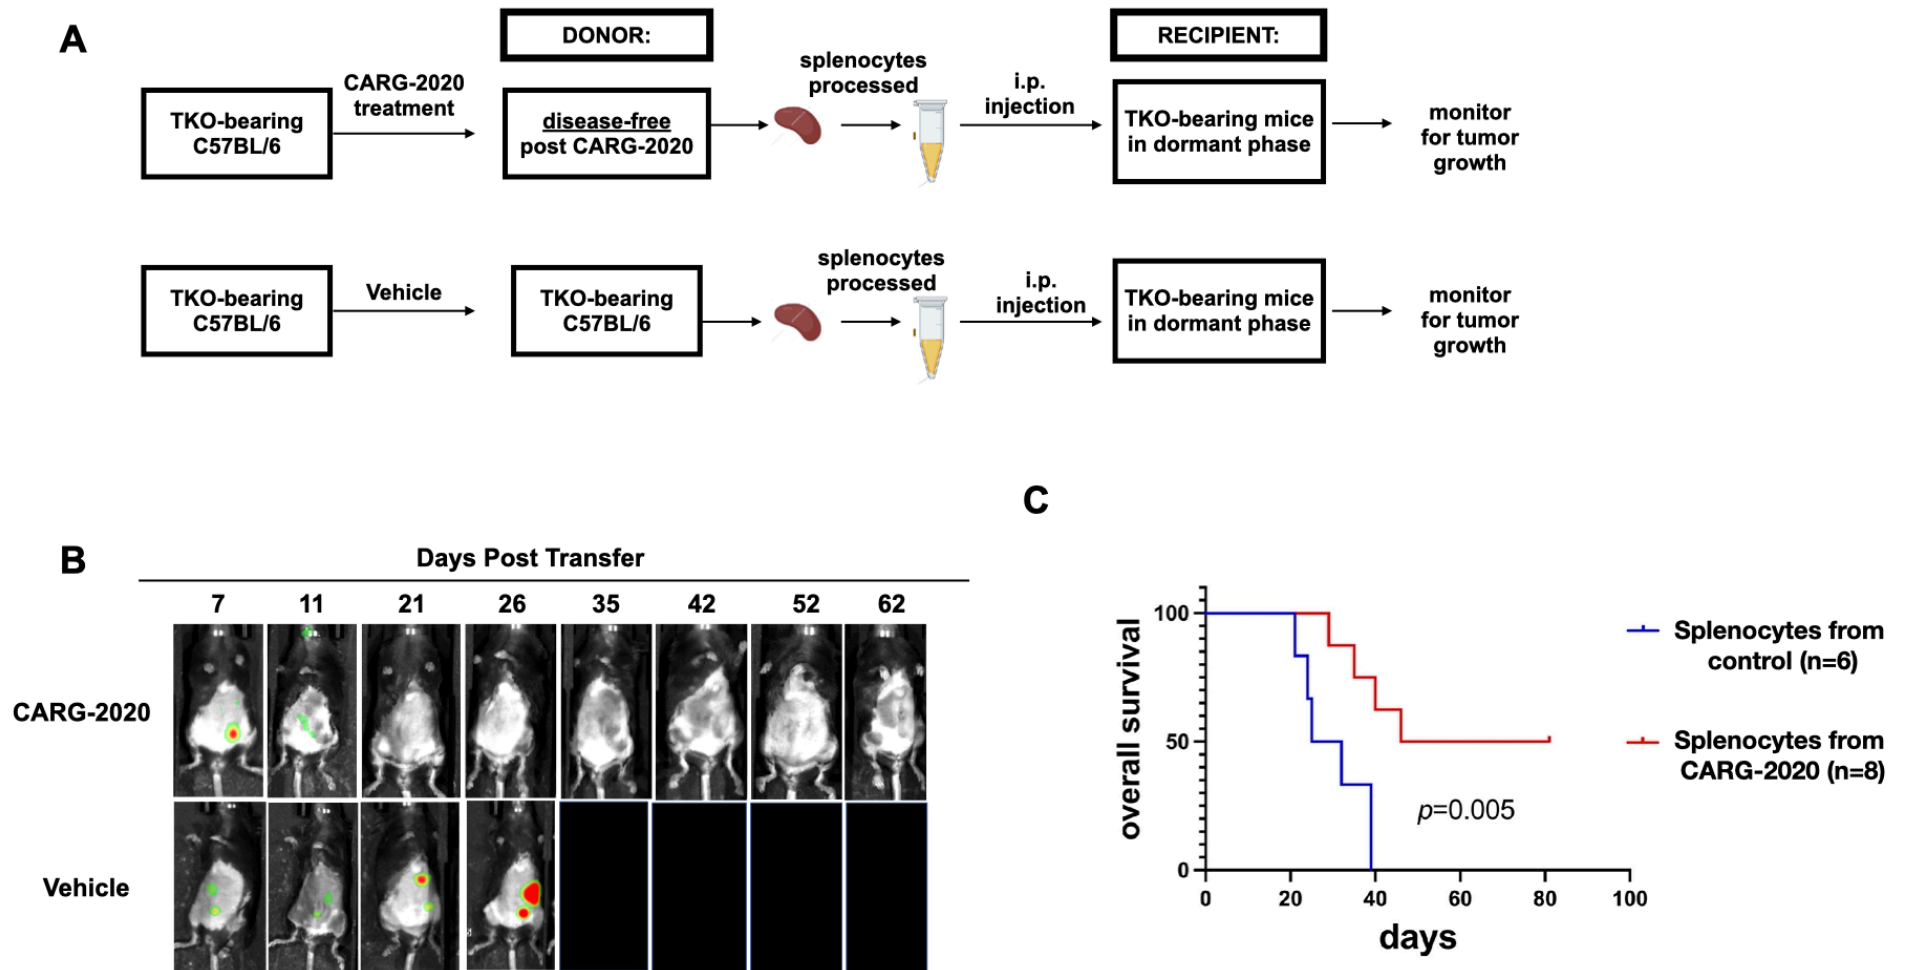 A
DONOR:
RECIPIENT:
TKO-bearing
C57BL/6
CARG-2020
treatment
disease-free
post CARG-2020
splenocytes
processed
i.p.
injection
TKO-bearing mice
in dormant phase
monitor
for tumor
growth
TKO-bearing
C57BL/6
Vehicle
TKO-bearing
C57BL/6
splenocytes
processed
i.p.
injection
TKO-bearing mice
in dormant phase
monitor
for tumor
growth
B
Days Post Transfer
7 11 21 26 35 42 52 62
CARG-2020
Vehicle
C
overall survival
100
50
0
0 20 40 60 80 100
days
p=0.005
Splenocytes from
control (n=6)
Splenocytes from
CARG-2020 (n=8)